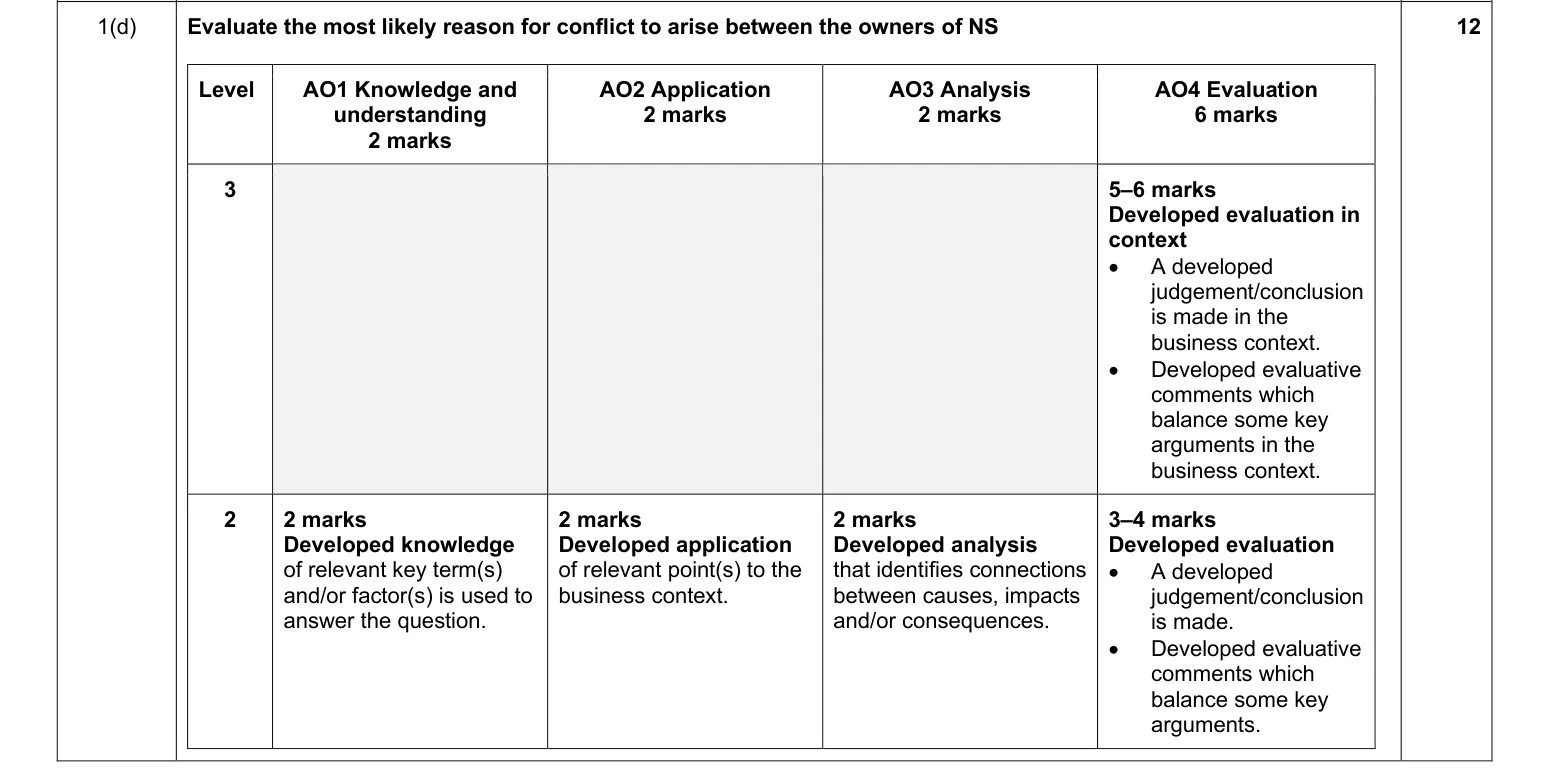 1(d) Evaluate the most likely reason for conflict to arise between the owners of NS 12
Level AO1 Knowledge and understanding 2 marks AO2 Application 2 marks AO3 Analysis 2 marks AO4 Evaluation 6 marks
3
5–6 marks
Developed evaluation in
context
• A developed
judgement/conclusion
is made in the
business context.
• Developed evaluative
comments which
balance some key
arguments in the
business context.
2
2 marks
Developed knowledge
of relevant key term(s)
and/or factor(s) is used to
answer the question.
2 marks
Developed application
of relevant point(s) to the
business context.
2 marks
Developed analysis
that identifies connections
between causes, impacts
and/or consequences.
3–4 marks
Developed evaluation
• A developed
judgement/conclusion
is made.
• Developed evaluative
comments which
balance some key
arguments.